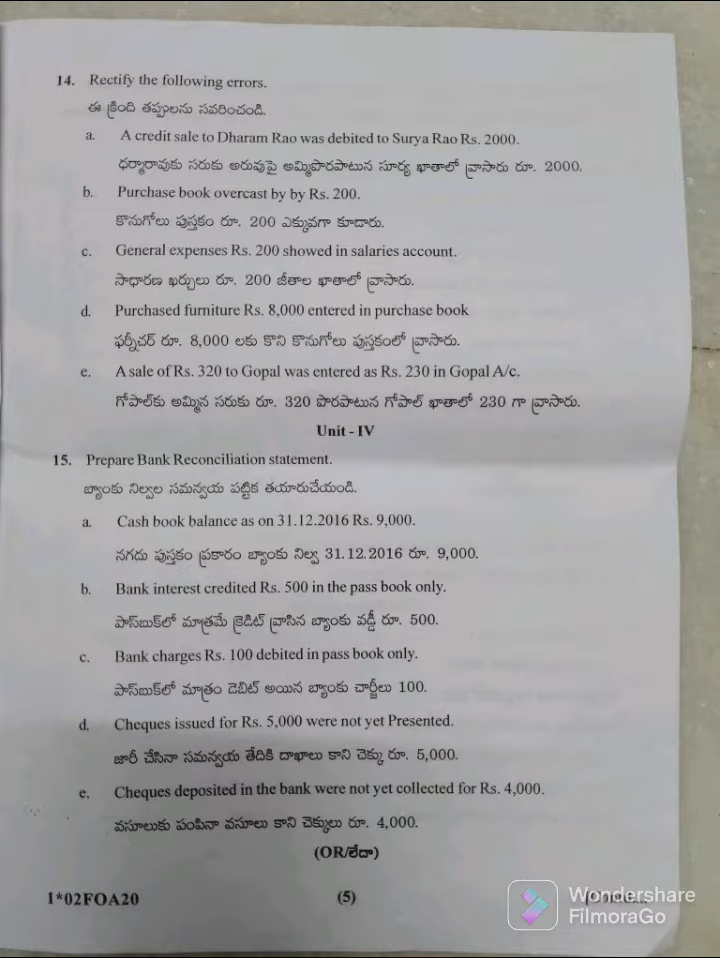 14. Rectify the following errors.
ఈ క్రింది తప్పులను సవరించండి.
a. A credit sale to Dharam Rao was debited to Surya Rao Rs. 2000.
ధర్మారావుకు సరుకు అరువుపై అమ్మిపొరపాటున సూర్య ఖాతాలో వ్రాసారు రూ. 2000.
b. Purchase book overcast by by Rs. 200.
కొనుగోలు పుస్తకం రూ. 200 ఎక్కువగా కూడారు.
c. General expenses Rs. 200 showed in salaries account.
సాధారణ ఖర్చులు రూ. 200 జీతాల ఖాతాలో వ్రాసారు.
d. Purchased furniture Rs. 8,000 entered in purchase book
ఫర్నీచర్ రూ. 8,000 లకు కొని కొనుగోలు పుస్తకంలో వ్రాసారు.
e. A sale of Rs. 320 to Gopal was entered as Rs. 230 in Gopal A/c.
గోపాల్‌కు అమ్మిన సరుకు రూ. 320 పొరపాటున గోపాల్ ఖాతాలో 230 గా వ్రాసారు.
Unit - IV
15. Prepare Bank Reconciliation statement.
బ్యాంకు నిల్వల సమన్వయ పట్టిక తయారుచేయండి.
a. Cash book balance as on 31.12.2016 Rs. 9,000.
నగదు పుస్తకం ప్రకారం బ్యాంకు నిల్వ 31.12.2016 రూ. 9,000.
b. Bank interest credited Rs. 500 in the pass book only.
పాస్‌బుక్‌లో మాత్రమే క్రెడిట్ వ్రాసిన బ్యాంకు వడ్డీ రూ. 500.
c. Bank charges Rs. 100 debited in pass book only.
పాస్‌బుక్‌లో మాత్రం డెబిట్ అయిన బ్యాంకు చార్జీలు 100.
d. Cheques issued for Rs. 5,000 were not yet Presented.
జారీ చేసినా సమన్వయ తేదికి దాఖాలు కాని చెక్కు రూ. 5,000.
e. Cheques deposited in the bank were not yet collected for Rs. 4,000.
వసూలుకు పంపినా వసూలు కాని చెక్కులు రూ. 4,000.
(OR/లేదా)
1*02FOA20 (5)
Wondershare
FilmoraGo